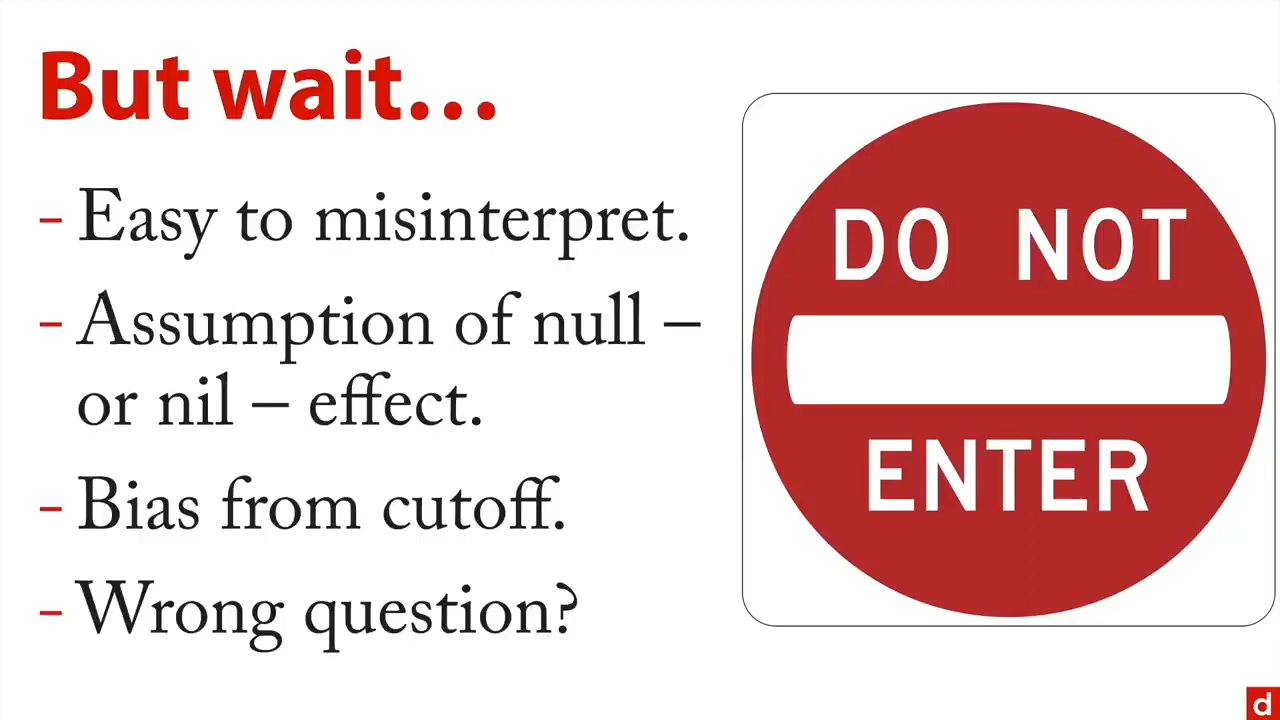 But wait...
- Easy to misinterpret.
- Assumption of null –
or nil – effect.
- Bias from cutoff.
- Wrong question?
DO NOT
ENTER
d